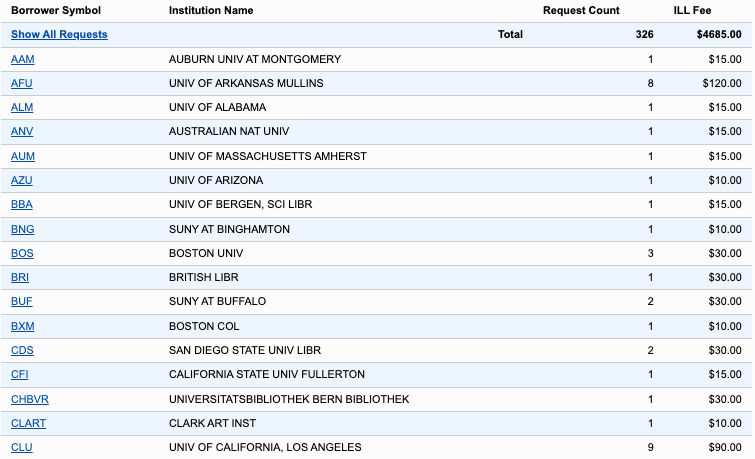 Borrower Symbol Institution Name Request Count ILL Fee
Show All Requests Total 326 $4685.00
AAM AUBURN UNIV AT MONTGOMERY 1 $15.00
AFU UNIV OF ARKANSAS MULLINS 8 $120.00
ALM UNIV OF ALABAMA 1 $15.00
ANV AUSTRALIAN NAT UNIV 1 $15.00
AUM UNIV OF MASSACHUSETTS AMHERST 1 $15.00
AZU UNIV OF ARIZONA 1 $10.00
BBA UNIV OF BERGEN, SCI LIBR 1 $15.00
BNG SUNY AT BINGHAMTON 1 $10.00
BOS BOSTON UNIV 3 $30.00
BRI BRITISH LIBR 1 $30.00
BUF SUNY AT BUFFALO 2 $30.00
BXM BOSTON COL 1 $10.00
CDS SAN DIEGO STATE UNIV LIBR 2 $30.00
CFI CALIFORNIA STATE UNIV FULLERTON 1 $15.00
CHBVR UNIVERSITATSBIBLIOTHEK BERN BIBLIOTHEK 1 $30.00
CLART CLARK ART INST 1 $10.00
CLU UNIV OF CALIFORNIA, LOS ANGELES 9 $90.00